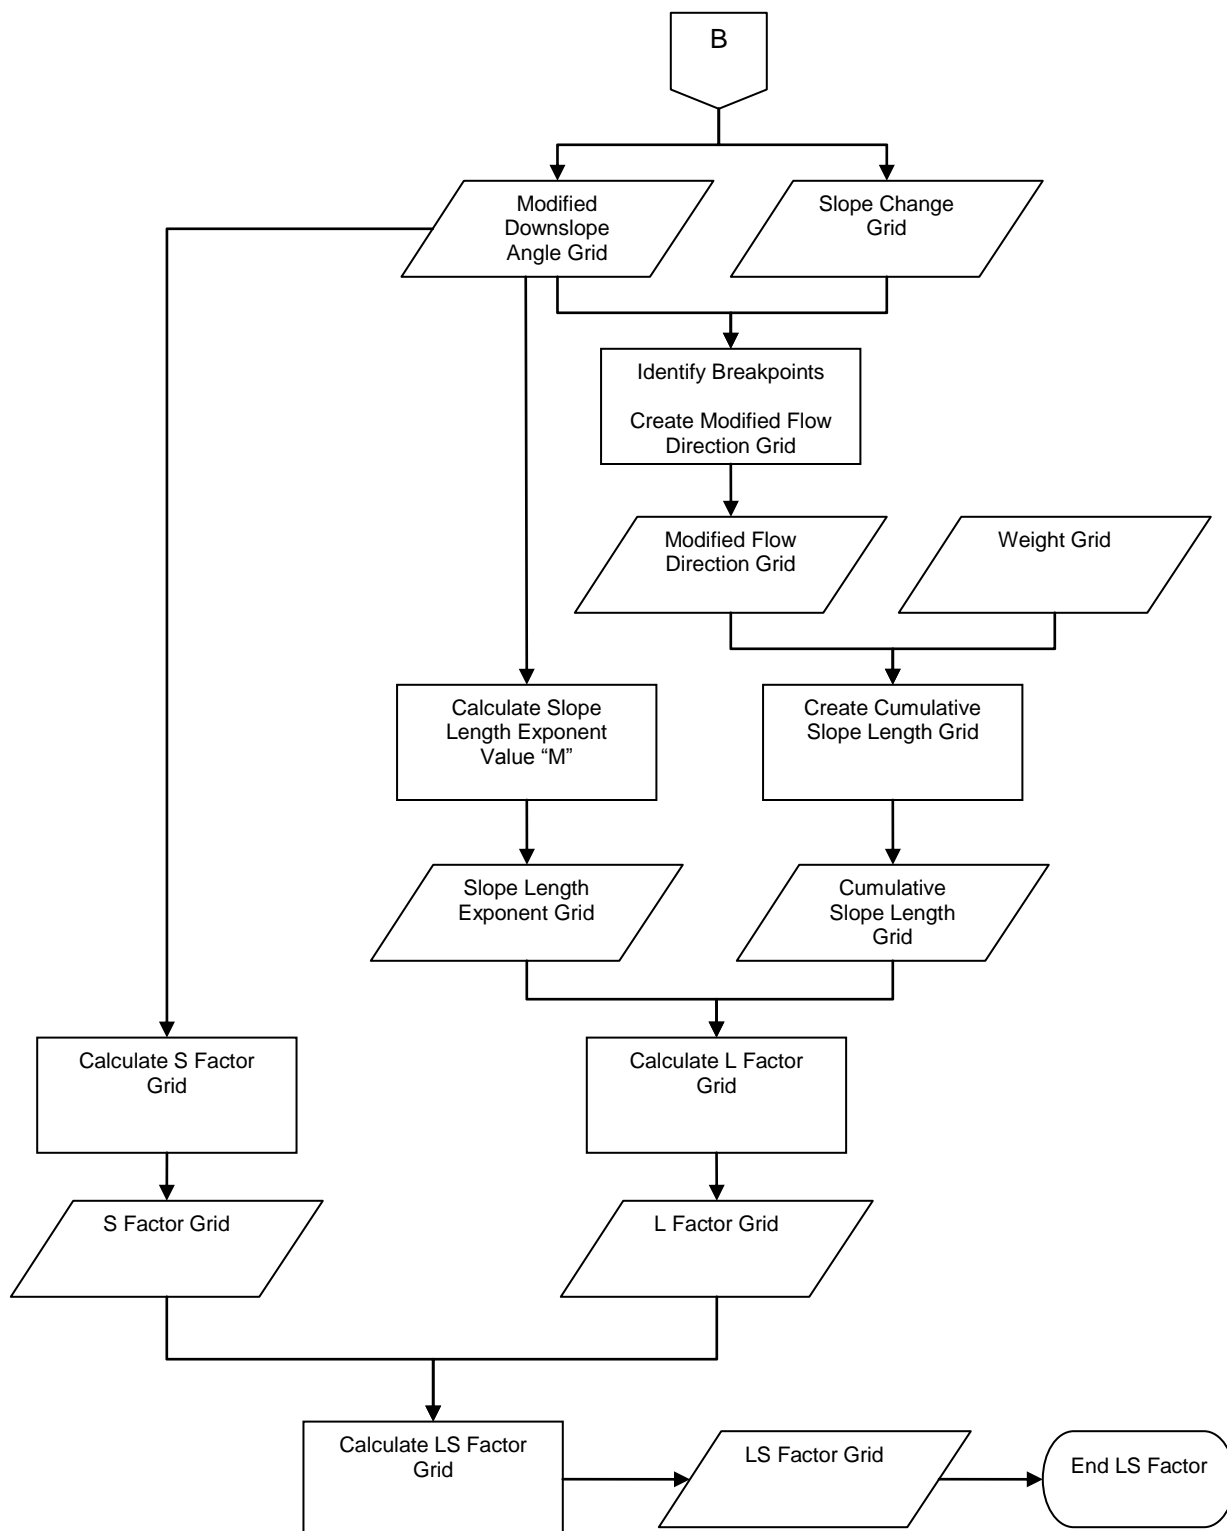 B
Modified
Downslope
Angle Grid
Slope Change
Grid
Identify Breakpoints
Create Modified Flow
Direction Grid
Modified Flow
Direction Grid
Weight Grid
Calculate Slope
Length Exponent
Value “M”
Create Cumulative
Slope Length Grid
Slope Length
Exponent Grid
Cumulative
Slope Length
Grid
Calculate S Factor
Grid
Calculate L Factor
Grid
S Factor Grid
L Factor Grid
Calculate LS Factor
Grid
LS Factor Grid
End LS Factor